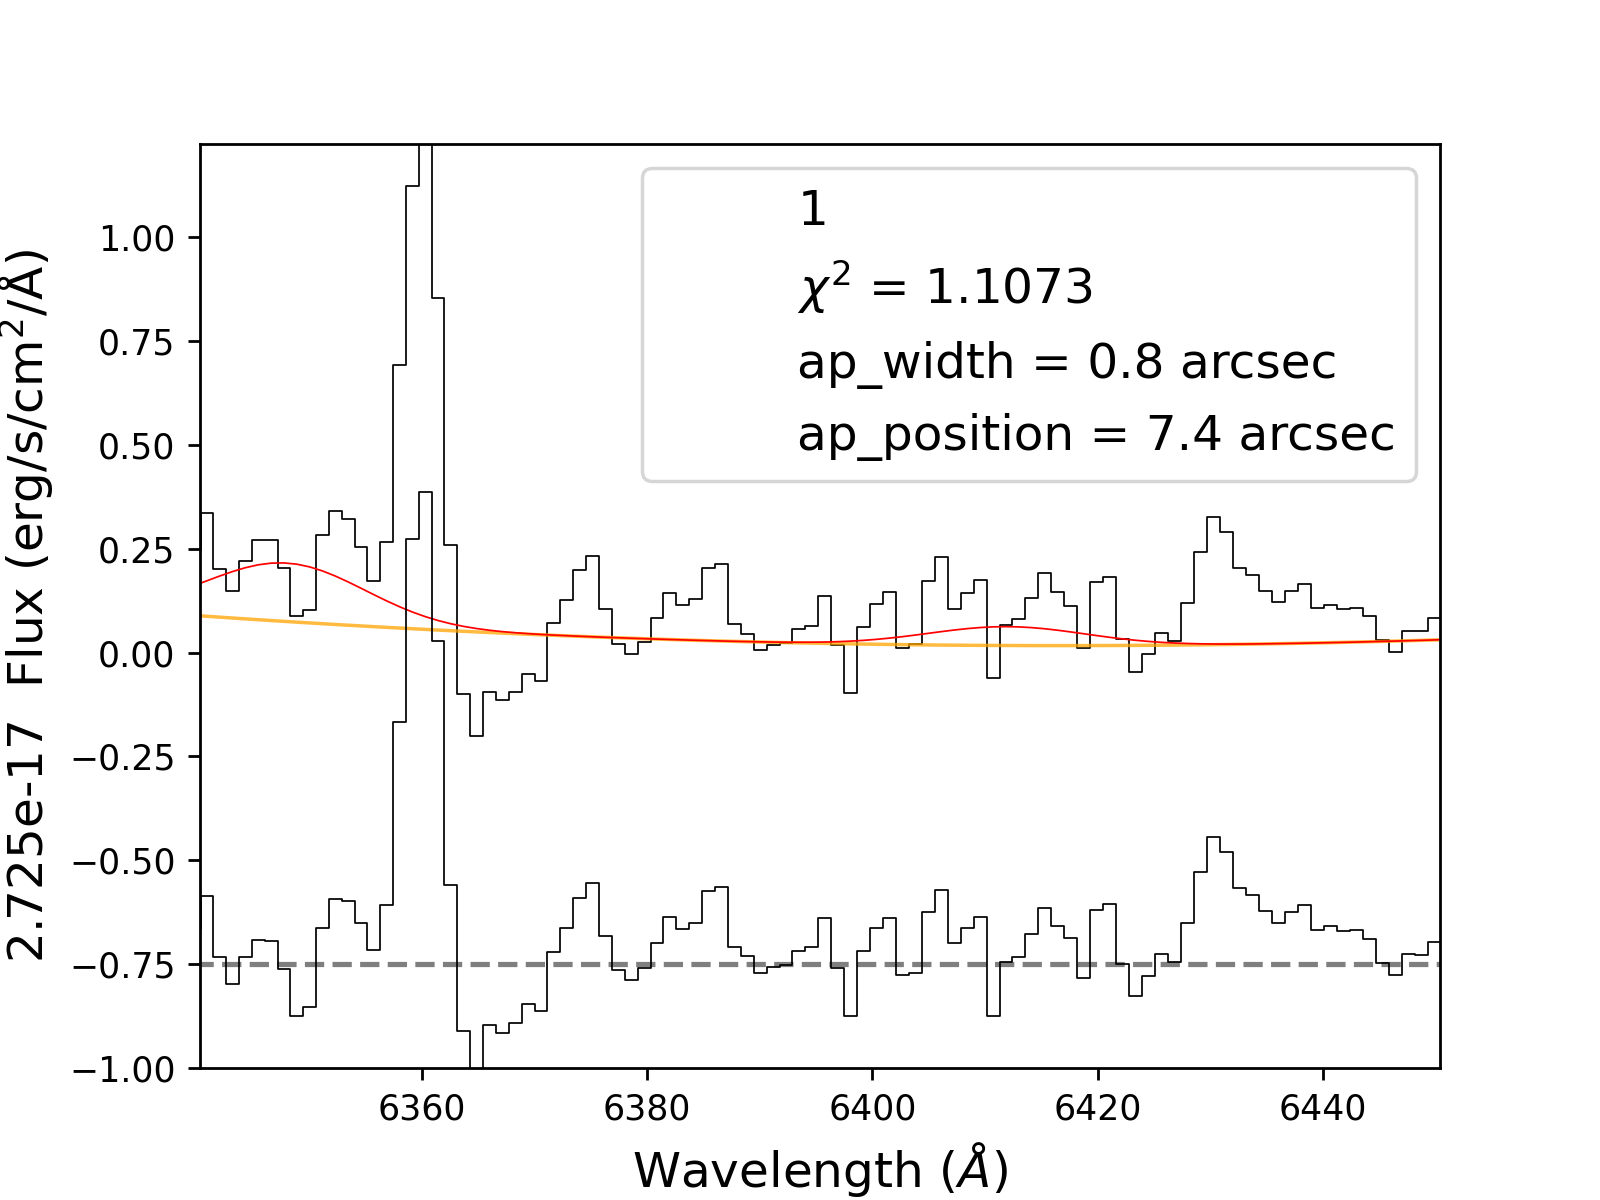 1
χ² = 1.1073
ap_width = 0.8 arcsec
ap_position = 7.4 arcsec
2.725e-17 Flux (erg/s/cm²/Å)
1.00
0.75
0.50
0.25
0.00
−0.25
−0.50
−0.75
−1.00
6360 6380 6400 6420 6440
Wavelength (Å)